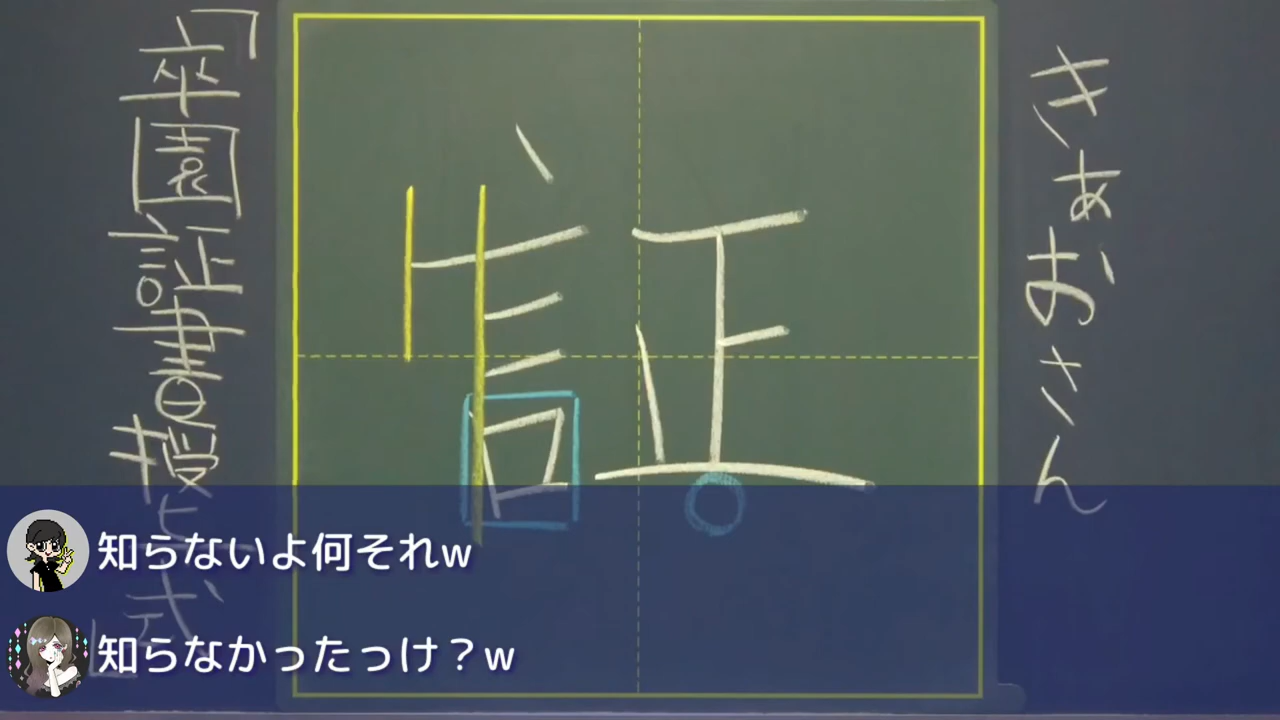 きぁおさん
「卒園証書授与式」
証
知らないよ何それw
知らなかったっけ？w